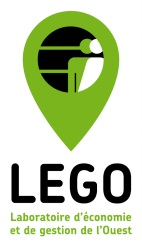 LEGO
Laboratoire d'économie
et de gestion de l'Ouest